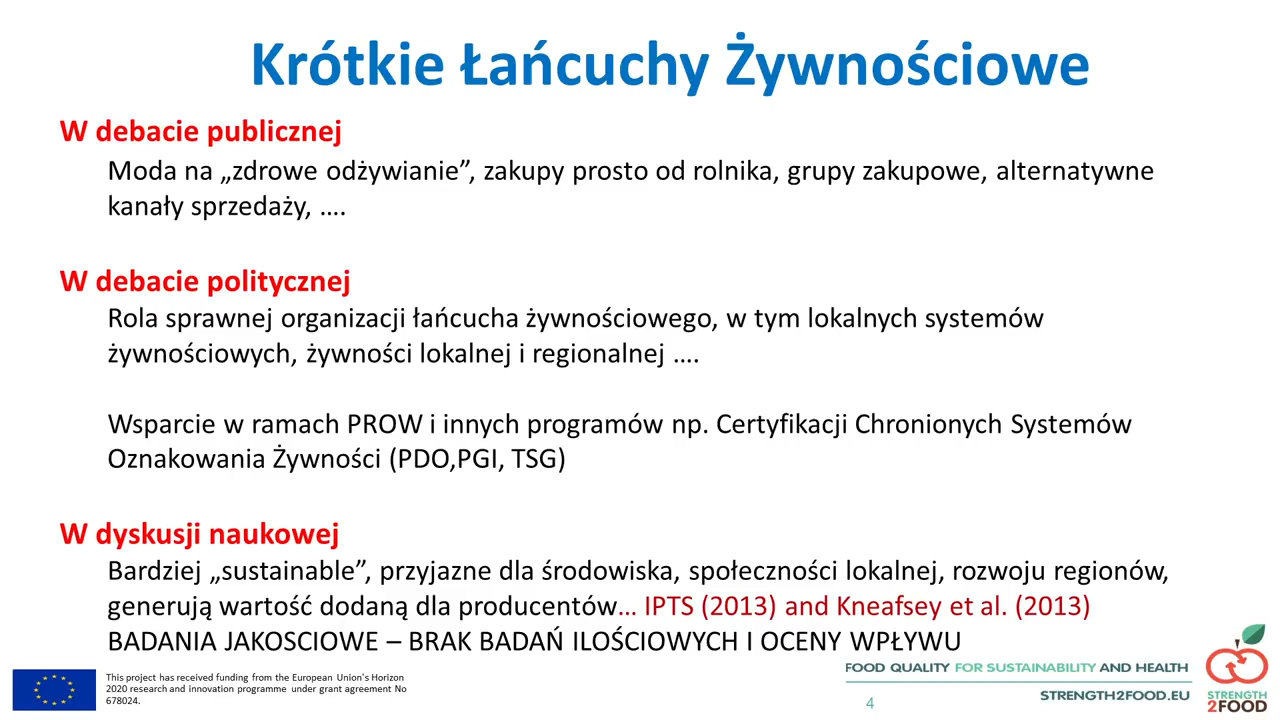 Krótkie Łańcuchy Żywnościowe
W debacie publicznej
Moda na „zdrowe odżywianie”, zakupy prosto od rolnika, grupy zakupowe, alternatywne
kanały sprzedaży, ….
W debacie politycznej
Rola sprawnej organizacji łańcucha żywnościowego, w tym lokalnych systemów
żywnościowych, żywności lokalnej i regionalnej ….
Wsparcie w ramach PROW i innych programów np. Certyfikacji Chronionych Systemów
Oznakowania Żywności (PDO,PGI, TSG)
W dyskusji naukowej
Bardziej „sustainable”, przyjazne dla środowiska, społeczności lokalnej, rozwoju regionów,
generują wartość dodaną dla producentów… IPTS (2013) and Kneafsey et al. (2013)
BADANIA JAKOSCIOWE – BRAK BADAŃ ILOŚCIOWYCH I OCENY WPŁYWU
This project has received funding from the European Union's Horizon
2020 research and innovation programme under grant agreement No
678024.
FOOD QUALITY FOR SUSTAINABILITY AND HEALTH
STRENGTH2FOOD.EU
4
STRENGTH
2FOOD